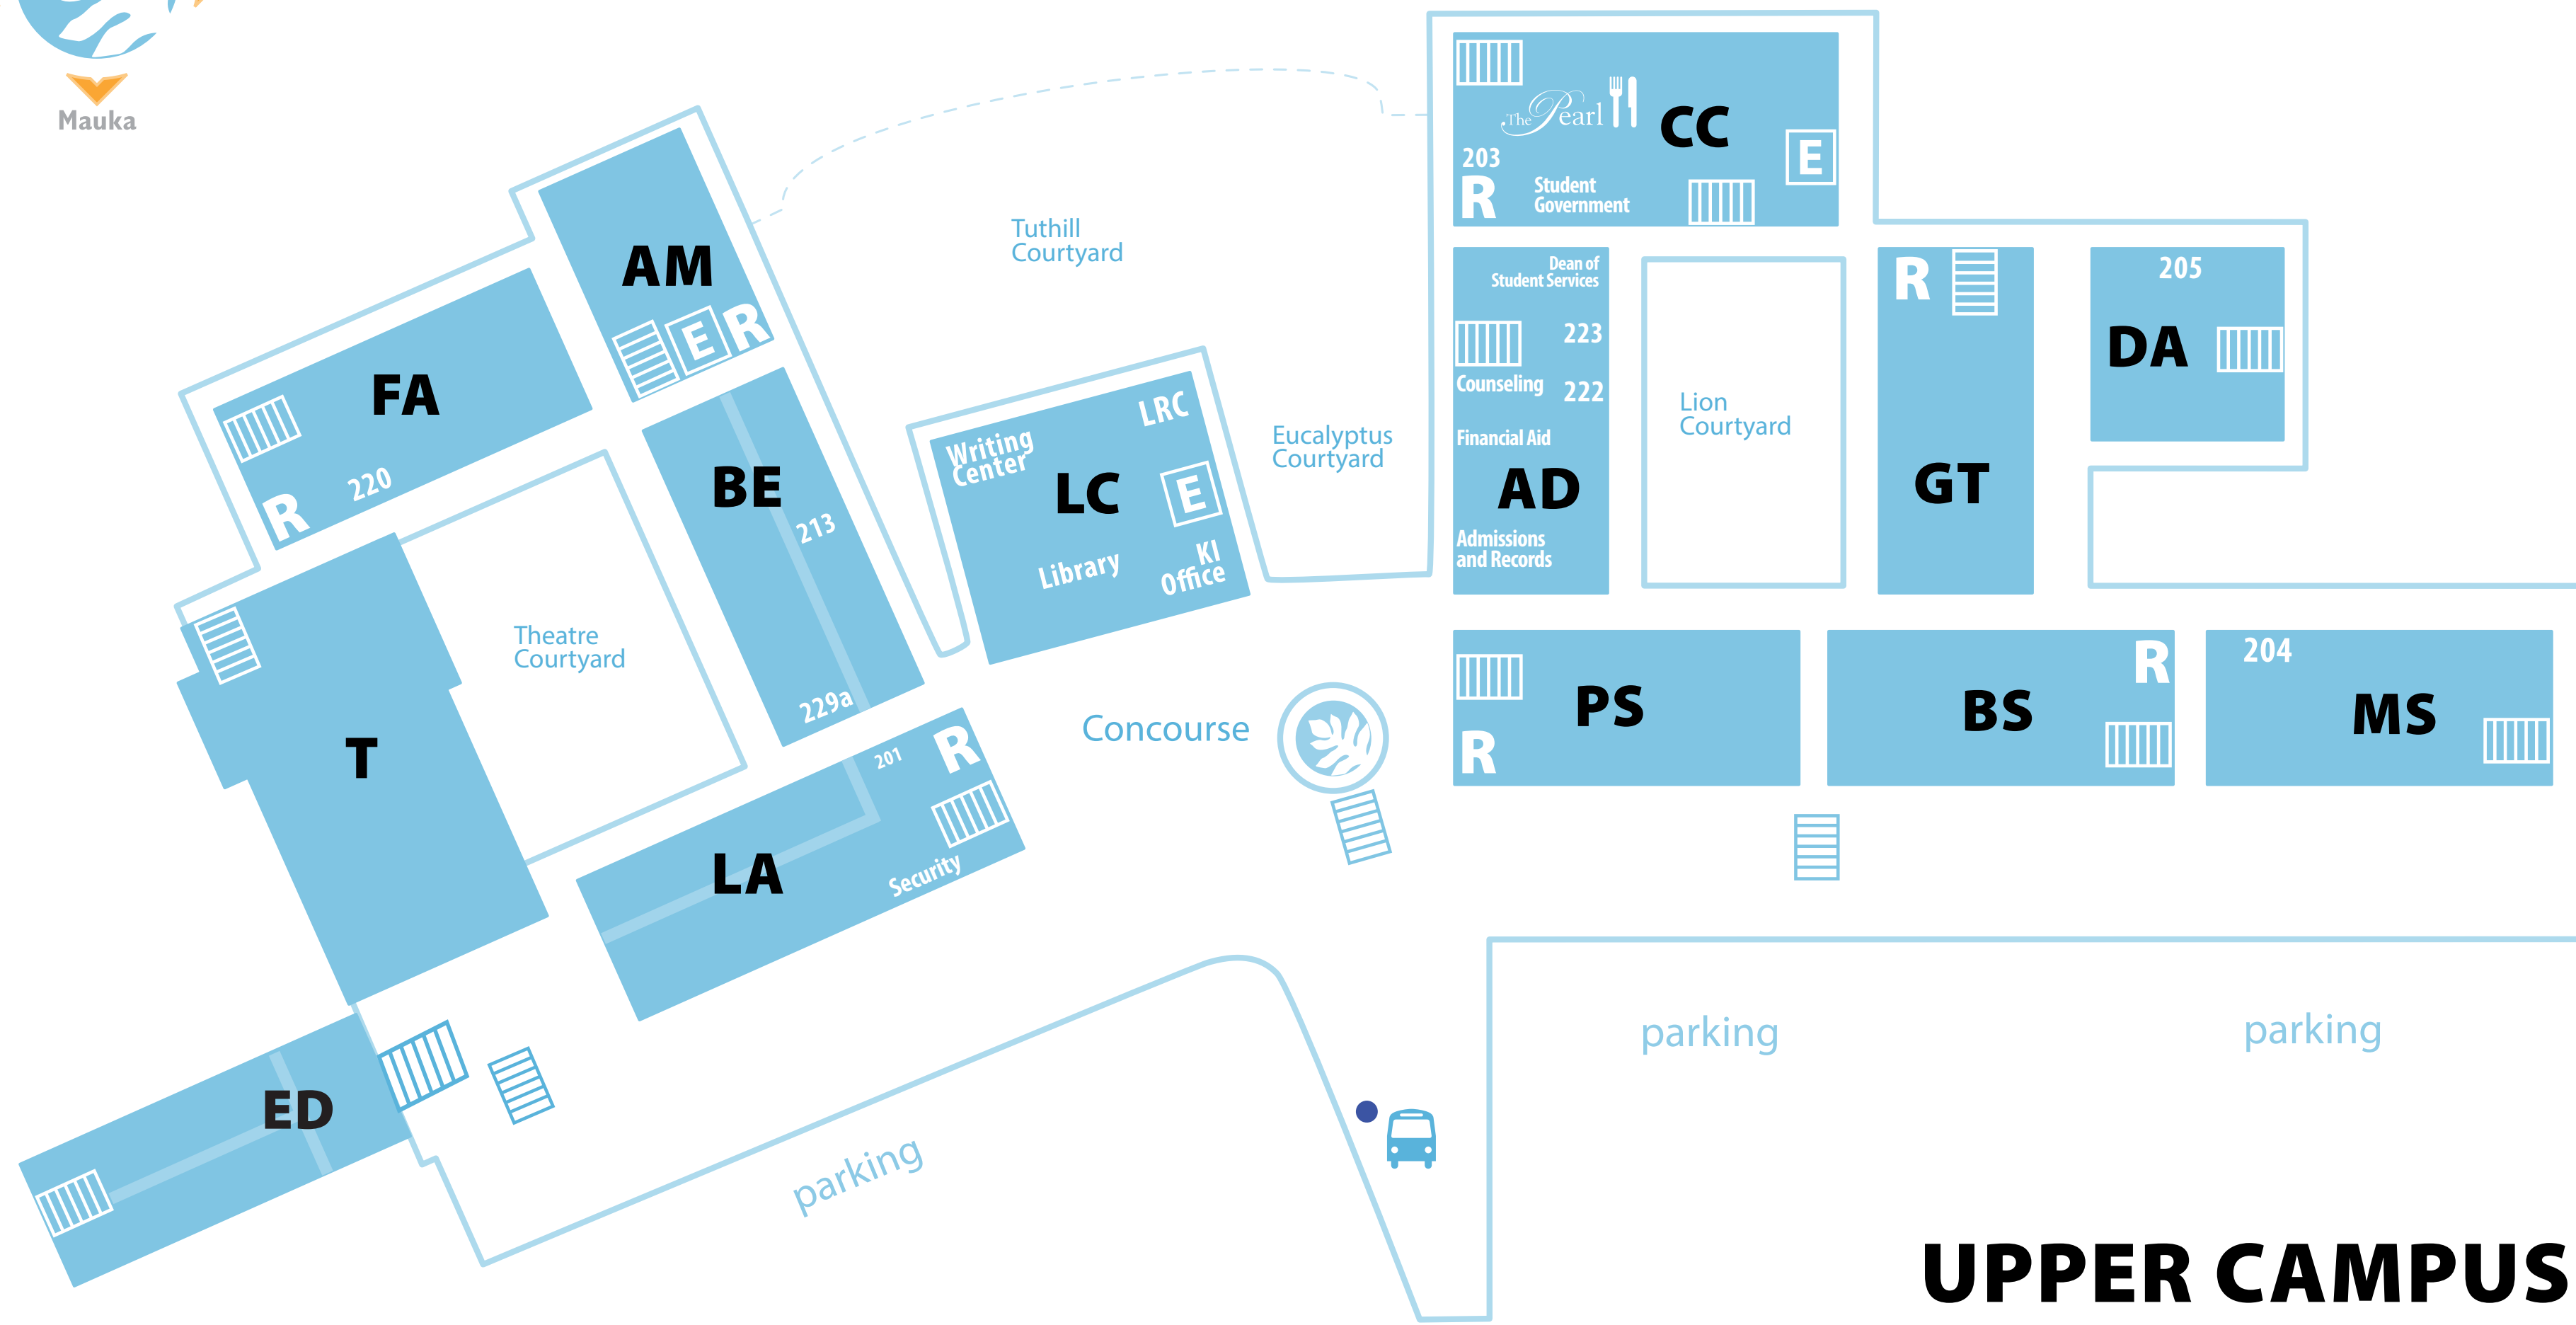 Mauka
AM
E
R
FA
220
R
BE
213
229a
T
Theatre
Courtyard
LA
201
R
Security
ED
Tuthill
Courtyard
Writing
Center
LRC
LC
E
Library
KI
Office
Eucalyptus
Courtyard
Concourse
The Pearl
CC
E
203
R
Student
Government
Dean of
Student Services
223
Counseling
222
Financial Aid
AD
Admissions
and Records
Lion
Courtyard
R
GT
205
DA
PS
R
BS
R
204
MS
parking
parking
parking
UPPER CAMPUS